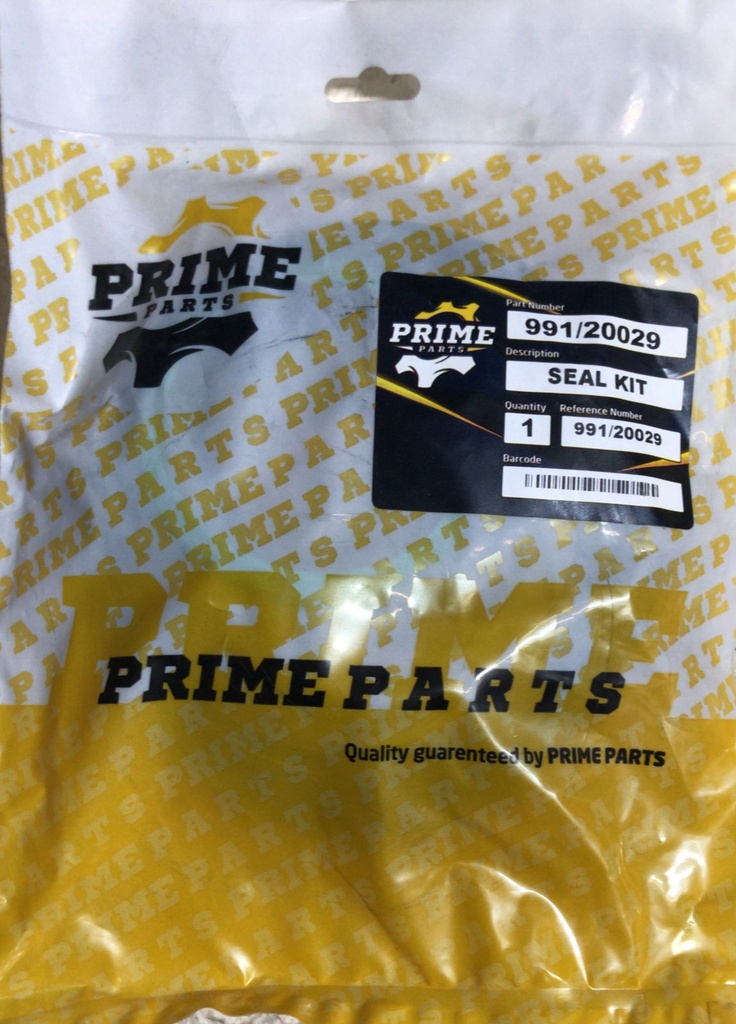 PRIME
PARTS
PRIME
PARTS
Part Number
991/20029
Description
SEAL KIT
Quantity
Reference Number
1
991/20029
Barcode
PRIME
PRIME PARTS
Quality guarenteed by PRIME PARTS